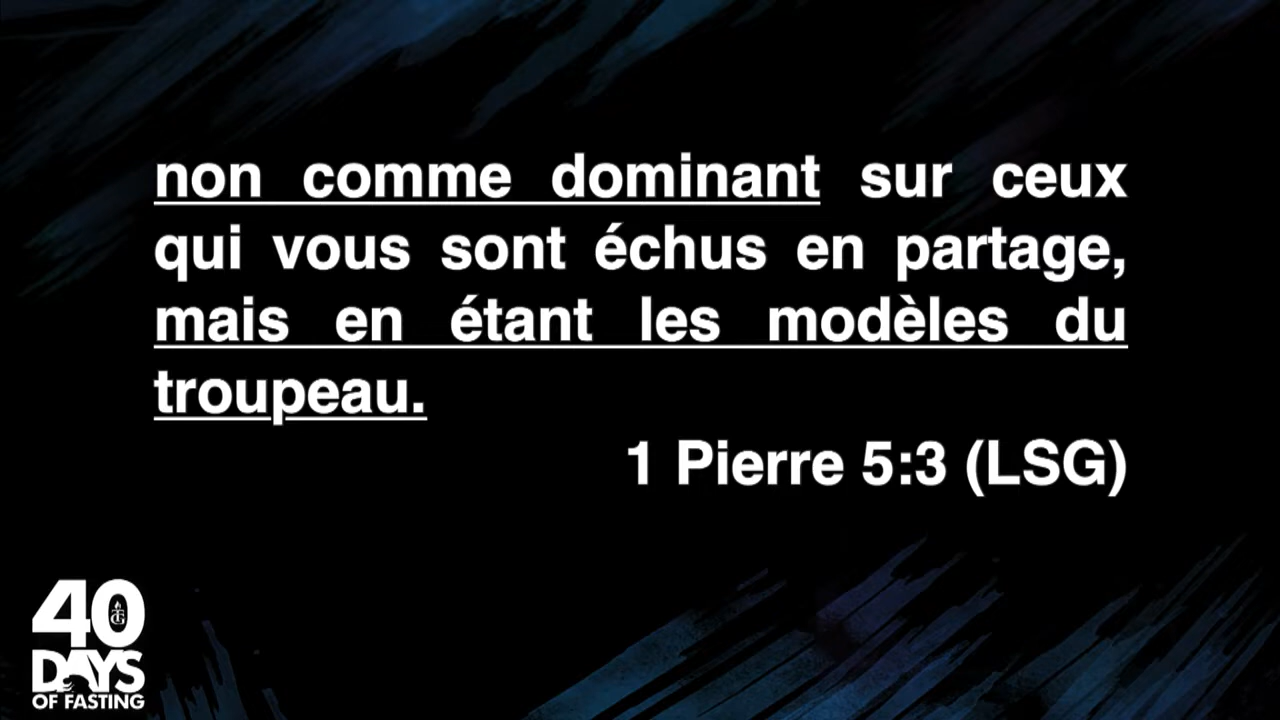 non comme dominant sur ceux
qui vous sont échus en partage,
mais en étant les modèles du
troupeau.
1 Pierre 5:3 (LSG)
40
DAYS
OF FASTING